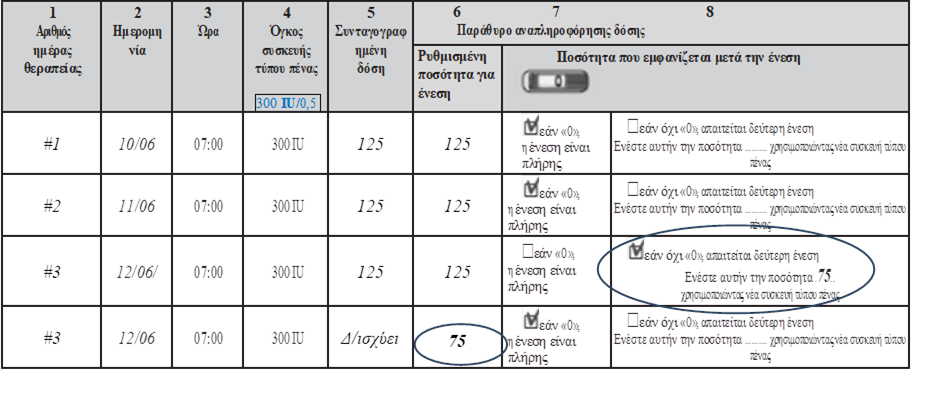 1 2 3 4 5 6 7 8
Αριθμός ημέρας θεραπείας
Ημερομηνία
Ώρα
Όγκος συσκευής τύπου πένας
300 IU/0,5
Συνταγογραφημένη δόση
Παράθυρο αναπληροφόρησης δόσης
Ρυθμισμένη ποσότητα για ένεση
Ποσότητα που εμφανίζεται μετά την ένεση
0
#1 10/06 07:00 300 IU 125 125
εάν «0»,
η ένεση είναι
πλήρης
εάν όχι «0», απαιτείται δεύτερη ένεση
Ενέστε αυτήν την ποσότητα .......... χρησιμοποιώντας νέα συσκευή τύπου
πένας
#2 11/06 07:00 300 IU 125 125
εάν «0»,
η ένεση είναι
πλήρης
εάν όχι «0», απαιτείται δεύτερη ένεση
Ενέστε αυτήν την ποσότητα .......... χρησιμοποιώντας νέα συσκευή τύπου
πένας
#3 12/06/ 07:00 300 IU 125 125
εάν «0»,
η ένεση είναι
πλήρης
εάν όχι «0», απαιτείται δεύτερη ένεση
Ενέστε αυτήν την ποσότητα ..75...
χρησιμοποιώντας νέα συσκευή τύπου πένας
#3 12/06 07:00 300 IU Δ/ισχύει 75
εάν «0»,
η ένεση είναι
πλήρης
εάν όχι «0», απαιτείται δεύτερη ένεση
Ενέστε αυτήν την ποσότητα .......... χρησιμοποιώντας νέα συσκευή τύπου
πένας